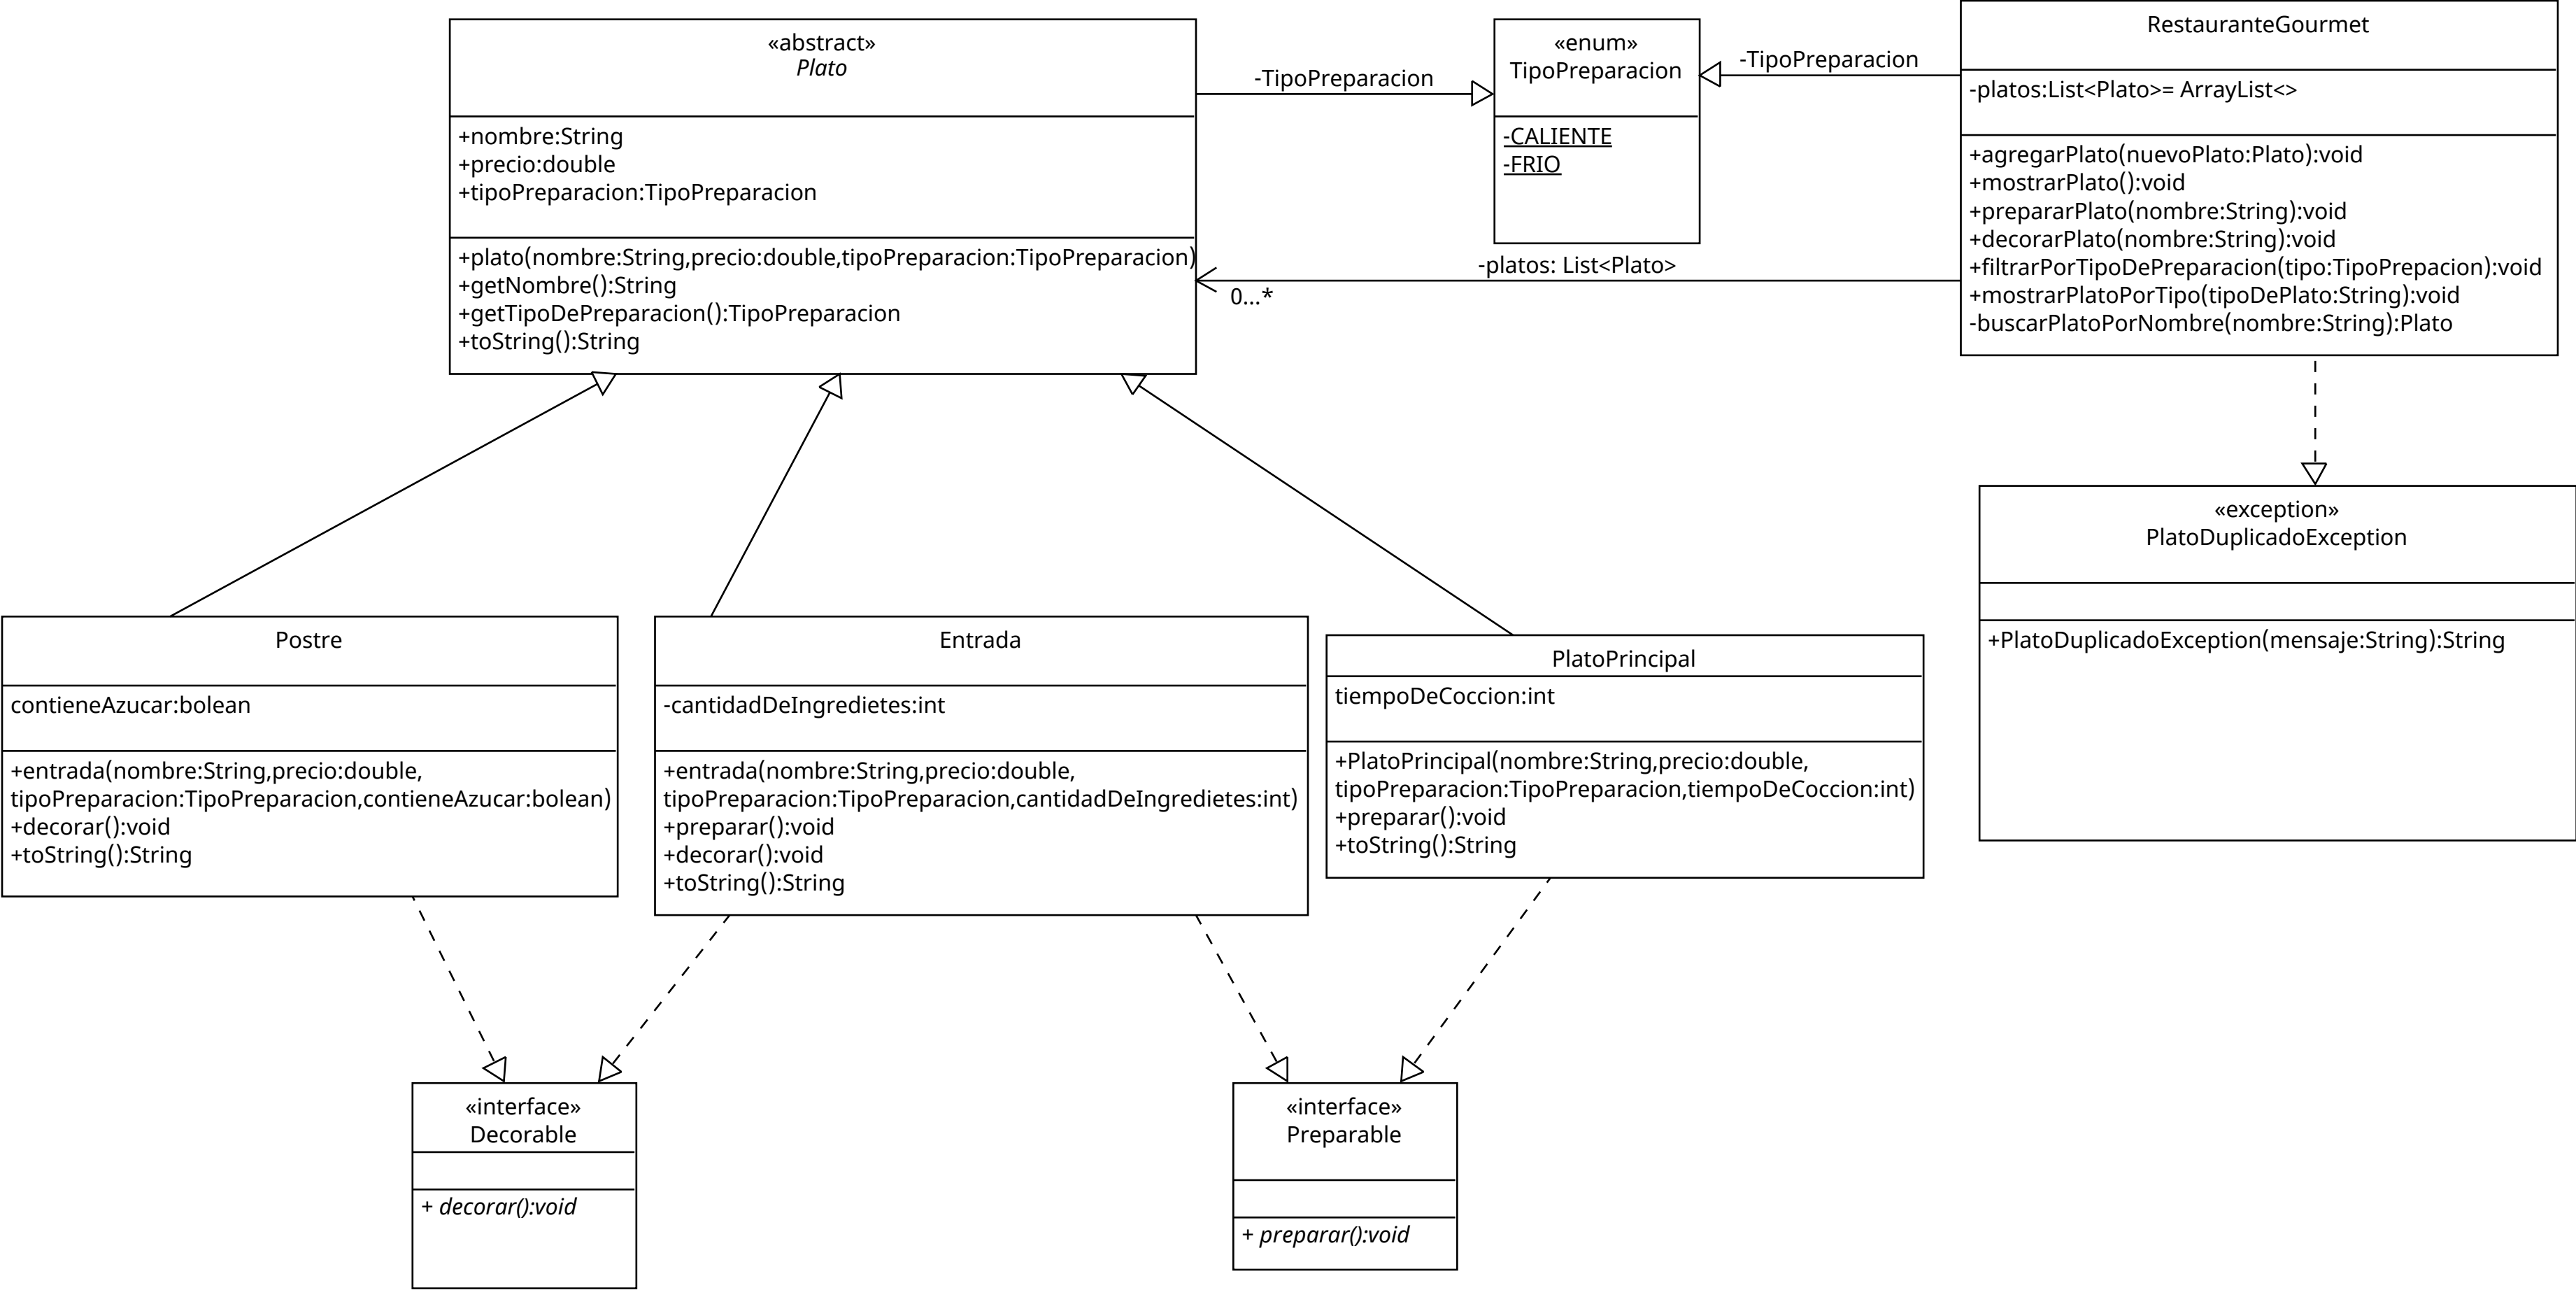 «abstract»
Plato
+nombre:String
+precio:double
+tipoPreparacion:TipoPreparacion
+plato(nombre:String,precio:double,tipoPreparacion:TipoPreparacion)
+getNombre():String
+getTipoDePreparacion():TipoPreparacion
+toString():String
-TipoPreparacion
«enum»
TipoPreparacion
-CALIENTE
-FRIO
-TipoPreparacion
RestauranteGourmet
-platos:List<Plato>= ArrayList<>
+agregarPlato(nuevoPlato:Plato):void
+mostrarPlato():void
+prepararPlato(nombre:String):void
+decorarPlato(nombre:String):void
+filtrarPorTipoDePreparacion(tipo:TipoPrepacion):void
+mostrarPlatoPorTipo(tipoDePlato:String):void
-buscarPlatoPorNombre(nombre:String):Plato
-platos: List<Plato>
0...*
«exception»
PlatoDuplicadoException
+PlatoDuplicadoException(mensaje:String):String
Postre
contieneAzucar:bolean
+entrada(nombre:String,precio:double,
tipoPreparacion:TipoPreparacion,contieneAzucar:bolean)
+decorar():void
+toString():String
Entrada
-cantidadDeIngredietes:int
+entrada(nombre:String,precio:double,
tipoPreparacion:TipoPreparacion,cantidadDeIngredietes:int)
+preparar():void
+decorar():void
+toString():String
PlatoPrincipal
tiempoDeCoccion:int
+PlatoPrincipal(nombre:String,precio:double,
tipoPreparacion:TipoPreparacion,tiempoDeCoccion:int)
+preparar():void
+toString():String
«interface»
Decorable
+ decorar():void
«interface»
Preparable
+ preparar():void